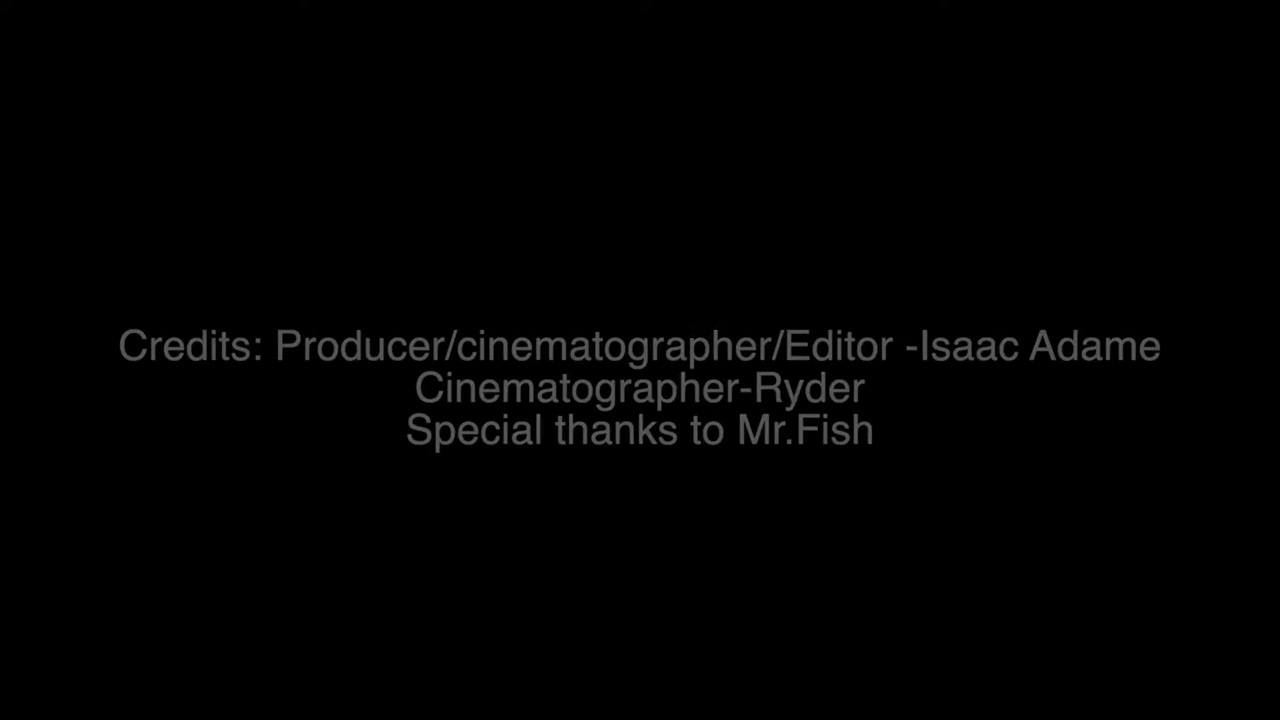 Credits: Producer/cinematographer/Editor -Isaac Adame
Cinematographer-Ryder
Special thanks to Mr.Fish